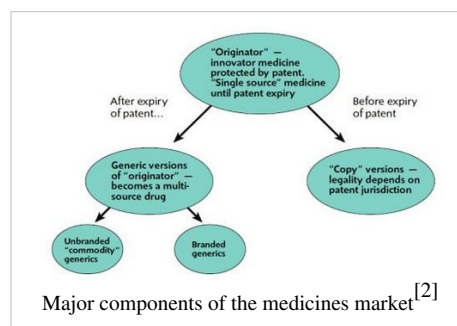 "Originator" —
innovator medicine
protected by patent.
"Single source" medicine
until patent expiry
After expiry
of patent...
Before expiry
of patent
Generic versions
of "originator" —
becomes a multi-
source drug
"Copy" versions —
legality depends on
patent jurisdiction
Unbranded
"commodity"
generics
Branded
generics
Major components of the medicines market[2]